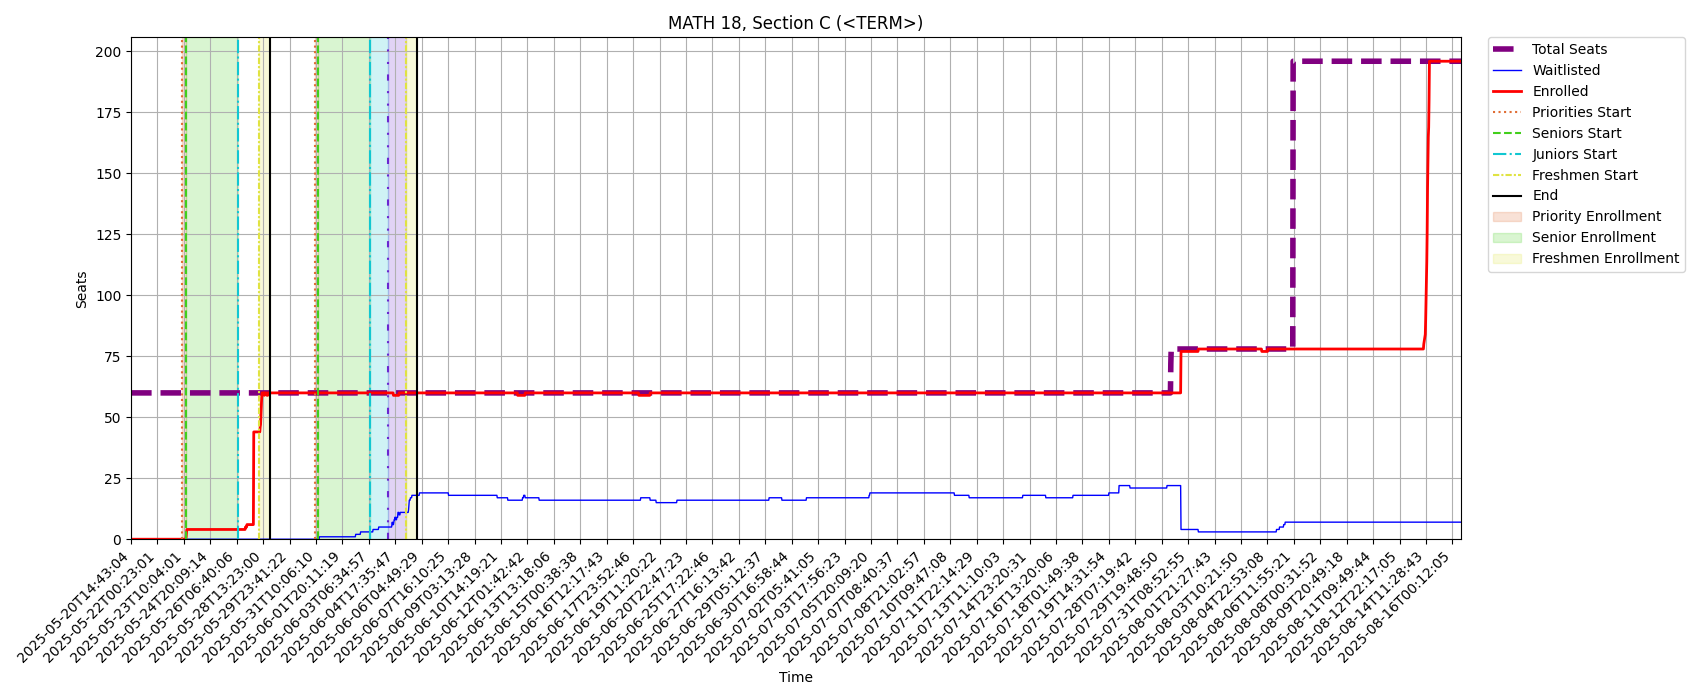 MATH 18, Section C (<TERM>)
Seats
200
175
150
125
100
75
50
25
0
2025-05-20T14:43:04
2025-05-22T00:23:01
2025-05-23T10:04:01
2025-05-24T20:09:14
2025-05-26T06:40:06
2025-05-28T13:23:00
2025-05-29T23:41:22
2025-05-31T10:06:10
2025-06-01T20:11:19
2025-06-03T06:34:57
2025-06-04T17:35:47
2025-06-06T04:49:29
2025-06-07T16:10:25
2025-06-09T03:13:28
2025-06-10T14:19:21
2025-06-12T01:42:42
2025-06-13T13:18:06
2025-06-15T00:38:38
2025-06-16T12:17:43
2025-06-17T23:52:46
2025-06-19T11:20:22
2025-06-20T22:47:23
2025-06-25T17:22:46
2025-06-27T16:13:42
2025-06-29T05:12:37
2025-06-30T16:58:44
2025-07-02T05:41:05
2025-07-03T17:56:23
2025-07-05T20:09:20
2025-07-07T08:40:37
2025-07-08T21:02:57
2025-07-10T09:47:08
2025-07-11T22:14:29
2025-07-13T11:10:03
2025-07-14T23:20:31
2025-07-16T13:20:06
2025-07-18T01:49:38
2025-07-19T14:31:54
2025-07-28T07:19:42
2025-07-29T19:48:50
2025-07-31T08:52:55
2025-08-01T21:27:43
2025-08-03T10:21:50
2025-08-04T22:53:08
2025-08-06T11:55:21
2025-08-08T00:31:52
2025-08-09T20:49:18
2025-08-11T09:49:44
2025-08-12T22:17:05
2025-08-14T11:28:43
2025-08-16T00:12:05
Time
Total Seats
Waitlisted
Enrolled
Priorities Start
Seniors Start
Juniors Start
Freshmen Start
End
Priority Enrollment
Senior Enrollment
Freshmen Enrollment